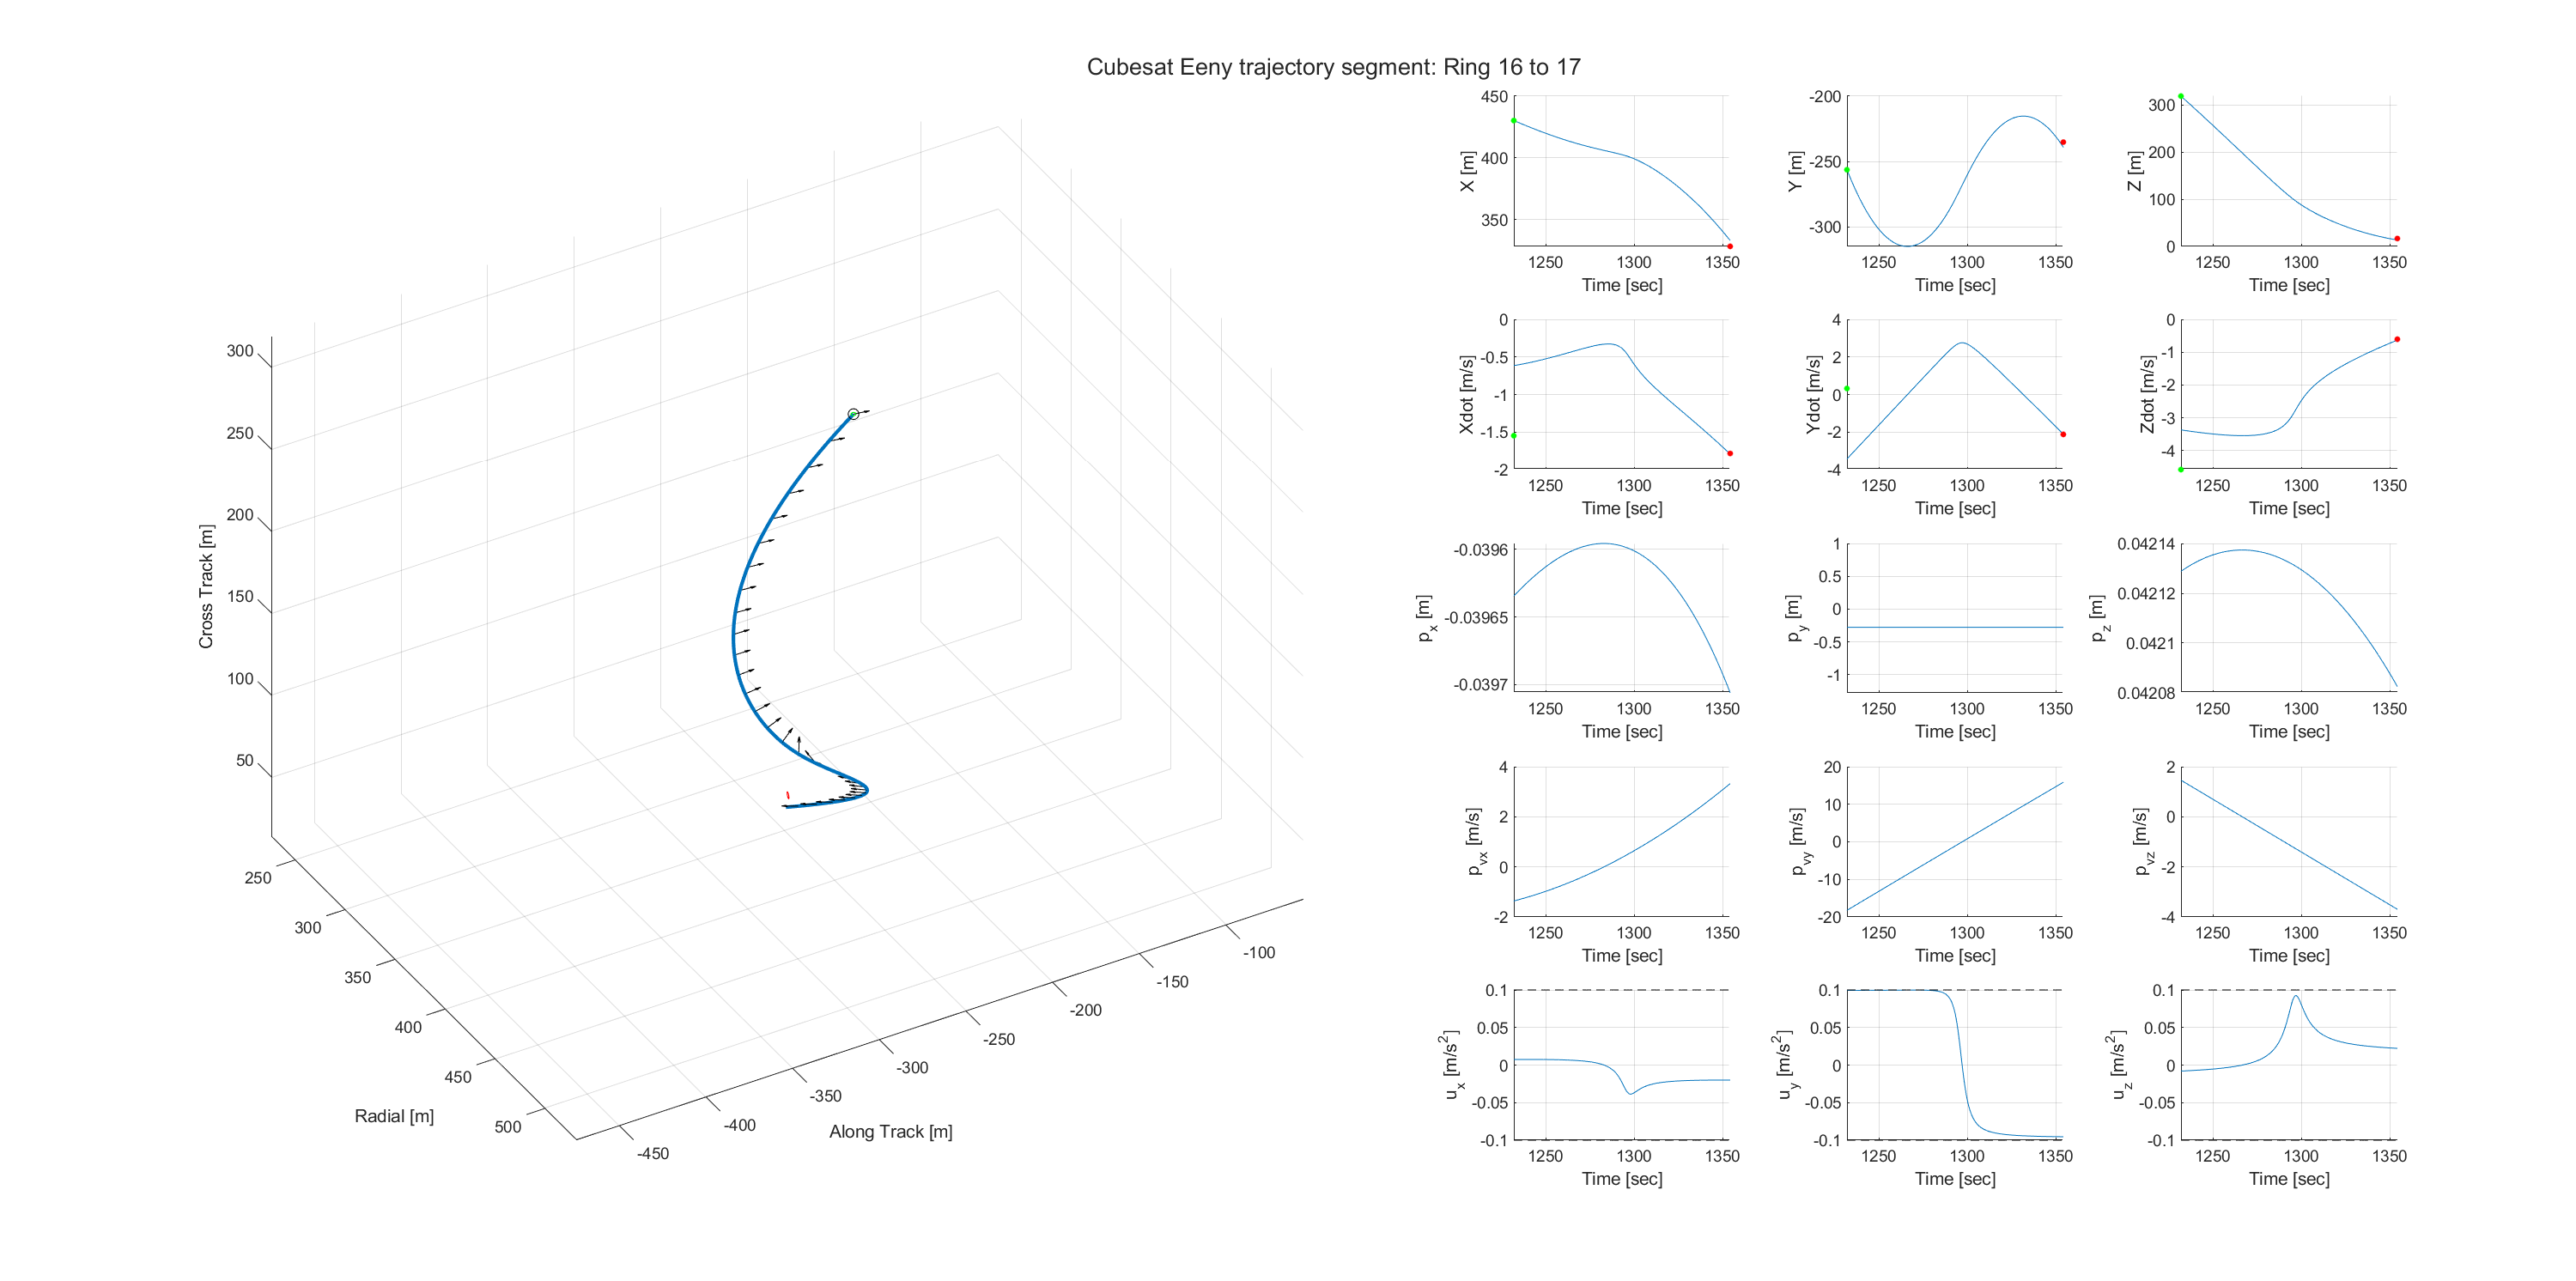 Cubesat Eeny trajectory segment: Ring 16 to 17
300
250
200
150
100
50
Cross Track [m]
250
300
350
400
450
500
Radial [m]
-450
-400
-350
-300
-250
-200
-150
-100
Along Track [m]
450
400
350
X [m]
1250 1300 1350
Time [sec]
-200
-250
-300
Y [m]
1250 1300 1350
Time [sec]
300
200
100
0
Z [m]
1250 1300 1350
Time [sec]
0
-0.5
-1
-1.5
-2
Xdot [m/s]
1250 1300 1350
Time [sec]
4
2
0
-2
-4
Ydot [m/s]
1250 1300 1350
Time [sec]
0
-1
-2
-3
-4
Zdot [m/s]
1250 1300 1350
Time [sec]
-0.0396
-0.03965
-0.0397
p_x [m]
1250 1300 1350
Time [sec]
1
0.5
0
-0.5
-1
p_y [m]
1250 1300 1350
Time [sec]
0.04214
0.04212
0.0421
0.04208
p_z [m]
1250 1300 1350
Time [sec]
4
2
0
-2
p_vx [m/s]
1250 1300 1350
Time [sec]
20
10
0
-10
-20
p_vy [m/s]
1250 1300 1350
Time [sec]
2
0
-2
-4
p_vz [m/s]
1250 1300 1350
Time [sec]
0.1
0.05
0
-0.05
-0.1
u_x [m/s²]
1250 1300 1350
Time [sec]
0.1
0.05
0
-0.05
-0.1
u_y [m/s²]
1250 1300 1350
Time [sec]
0.1
0.05
0
-0.05
-0.1
u_z [m/s²]
1250 1300 1350
Time [sec]